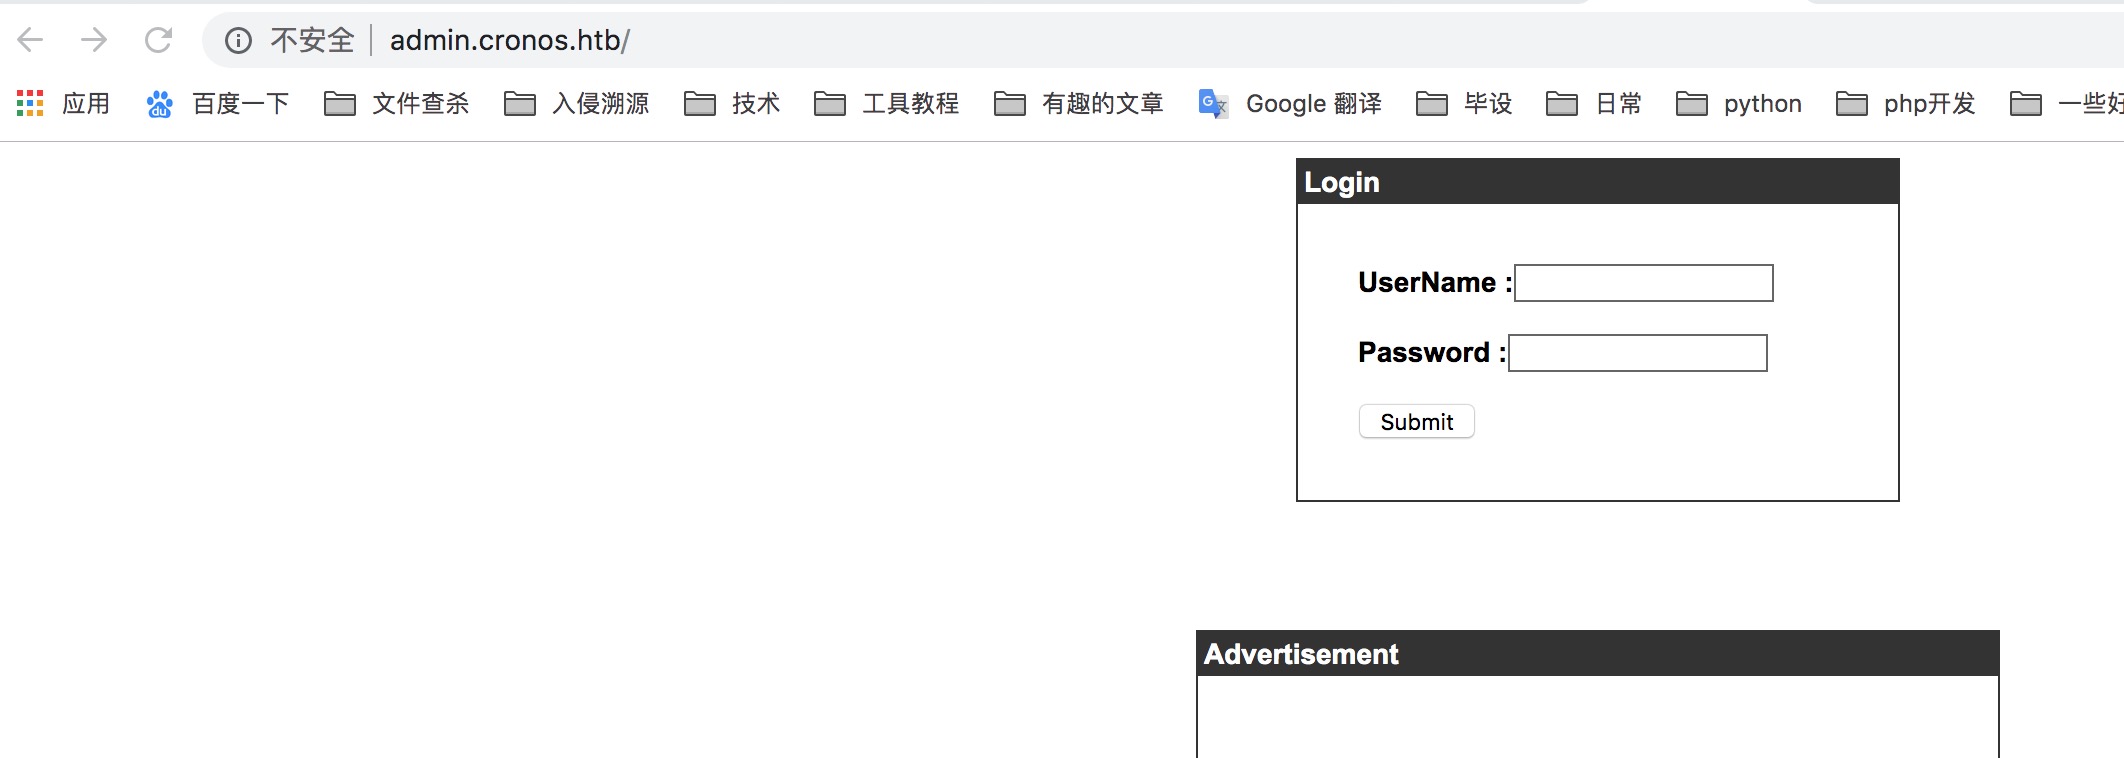 不安全 admin.cronos.htb/
应用 百度一下 文件查杀 入侵溯源 技术 工具教程 有趣的文章 Google 翻译 毕设 日常 python php开发 一些好
Login
UserName :
Password :
Submit
Advertisement